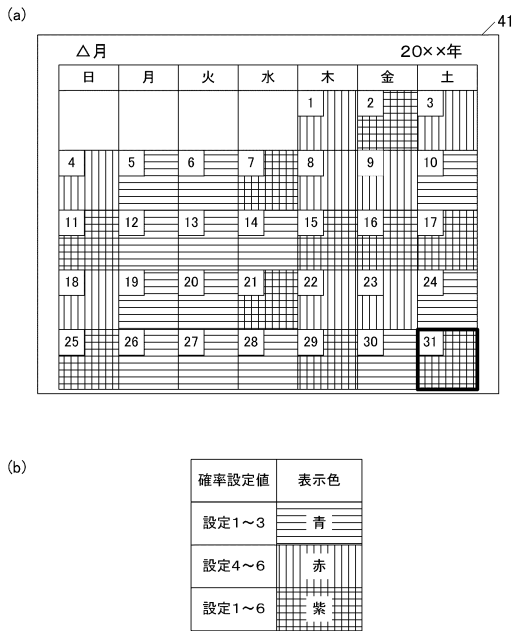 (a)
41
△月 20××年
日 月 火 水 木 金 土
1 2 3
4 5 6 7 8 9 10
11 12 13 14 15 16 17
18 19 20 21 22 23 24
25 26 27 28 29 30 31
(b)
確率設定値 表示色
設定1～3 青
設定4～6 赤
設定1～6 紫